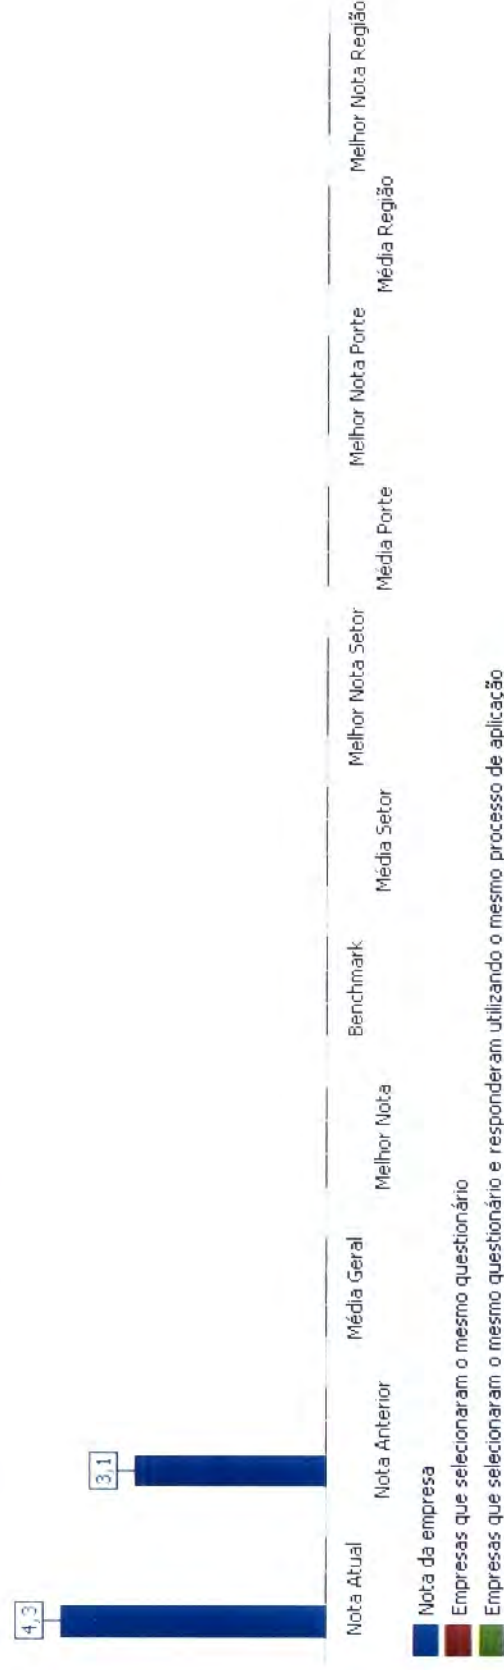 4,3
3,1
Nota Atual
Nota Anterior
Média Geral
Melhor Nota
Benchmark
Média Setor
Melhor Nota Setor
Média Porte
Melhor Nota Porte
Média Região
Melhor Nota Região
Nota da empresa
Empresas que selecionaram o mesmo questionário
Empresas que selecionaram o mesmo questionário e responderam utilizando o mesmo processo de aplicação